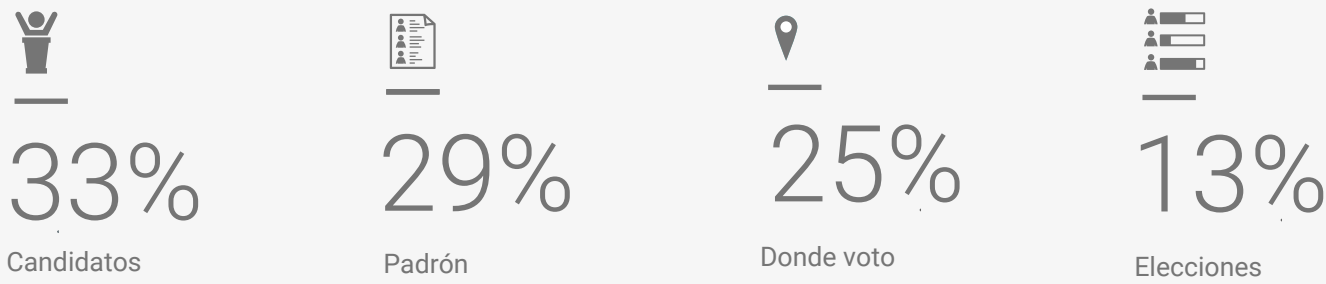 33%
Candidatos
29%
Padrón
25%
Donde voto
13%
Elecciones